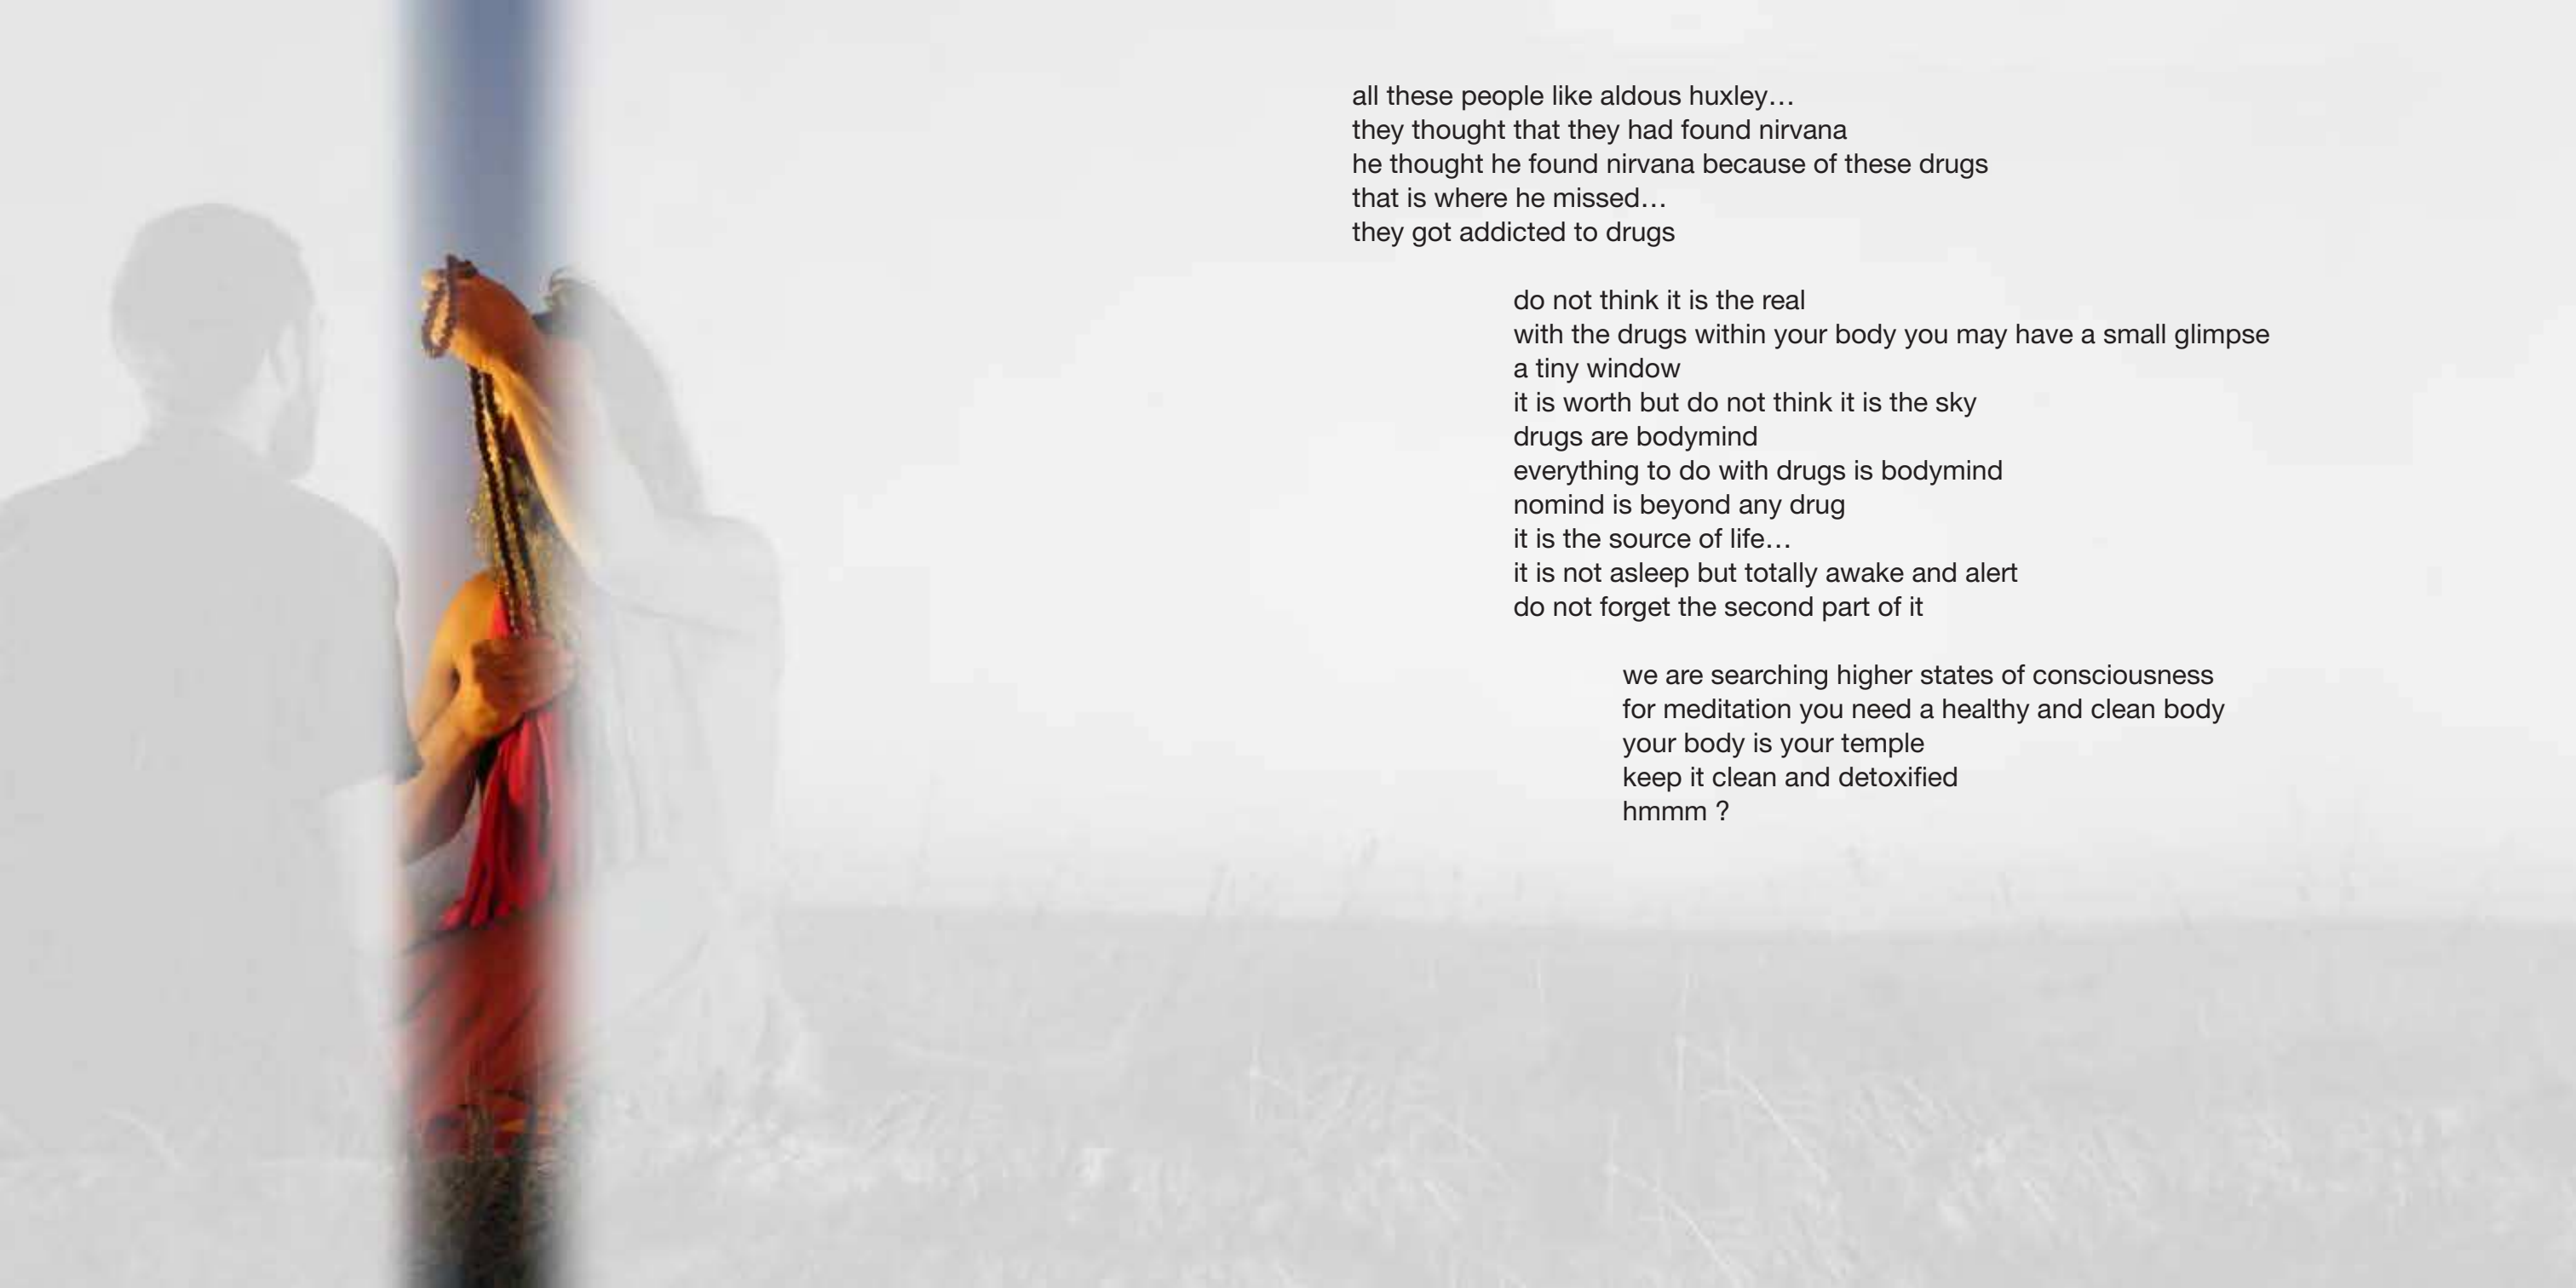 all these people like aldous huxley…
they thought that they had found nirvana
he thought he found nirvana because of these drugs
that is where he missed…
they got addicted to drugs
do not think it is the real
with the drugs within your body you may have a small glimpse
a tiny window
it is worth but do not think it is the sky
drugs are bodymind
everything to do with drugs is bodymind
nomind is beyond any drug
it is the source of life…
it is not asleep but totally awake and alert
do not forget the second part of it
we are searching higher states of consciousness
for meditation you need a healthy and clean body
your body is your temple
keep it clean and detoxified
hmmm ?